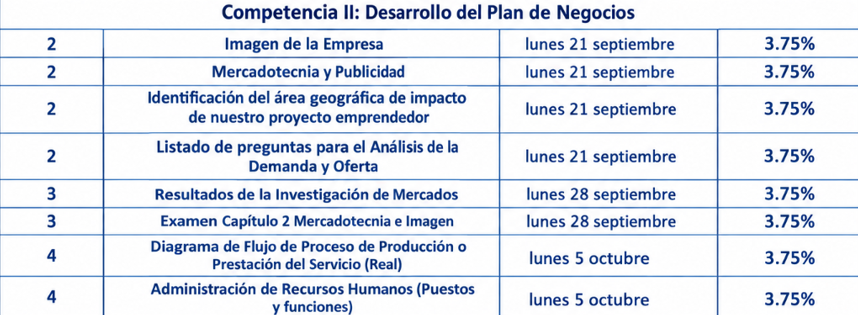 Competencia II: Desarrollo del Plan de Negocios
2 Imagen de la Empresa lunes 21 septiembre 3.75%
2 Mercadotecnia y Publicidad lunes 21 septiembre 3.75%
Identificación del área geográfica de impacto
2 lunes 21 septiembre 3.75%
de nuestro proyecto emprendedor
Listado de preguntas para el Análisis de la
2 lunes 21 septiembre 3.75%
Demanda y Oferta
3 Resultados de la Investigación de Mercados lunes 28 septiembre 3.75%
3 Examen Capítulo 2 Mercadotecnia e Imagen lunes 28 septiembre 3.75%
Diagrama de Flujo de Proceso de Producción o
4 lunes 5 octubre 3.75%
Prestación del Servicio (Real)
Administración de Recursos Humanos (Puestos
4 lunes 5 octubre 3.75%
y funciones)